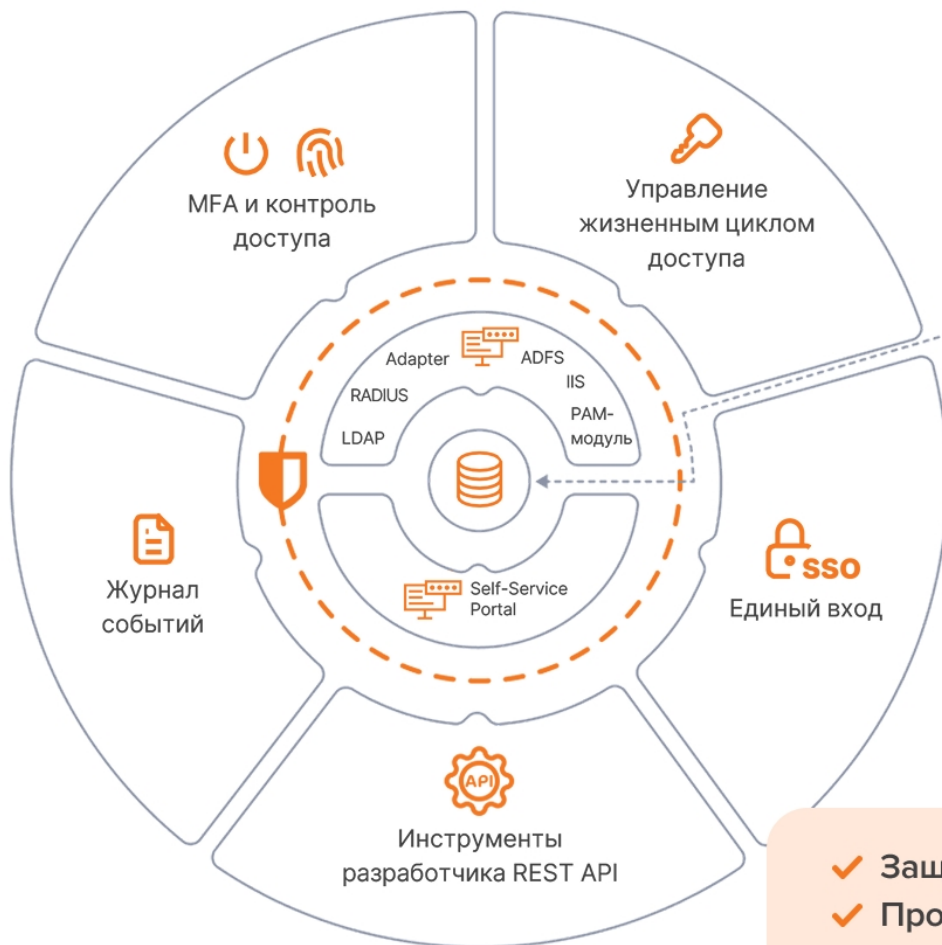 MFA и контроль
доступа
Управление
жизненным циклом
доступа
Adapter
ADFS
RADIUS
IIS
LDAP
PAM-
модуль
Self-Service
Portal
Журнал
событий
sso
Единый вход
API
Инструменты
разработчика REST API